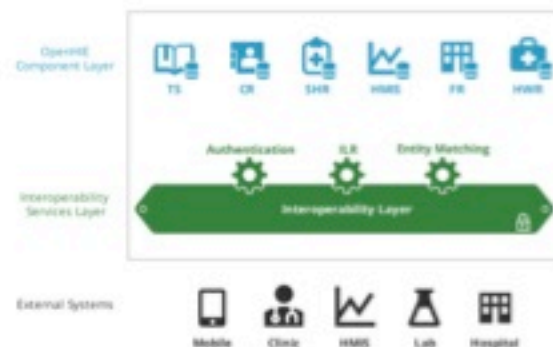 OpenHIE
Component Layer
TS CR SHR HMIS FR HWR
Authentication ILR Entity Matching
Interoperability
Services Layer
Interoperability Layer
External Systems
Mobile Clinic HMIS Lab Hospital